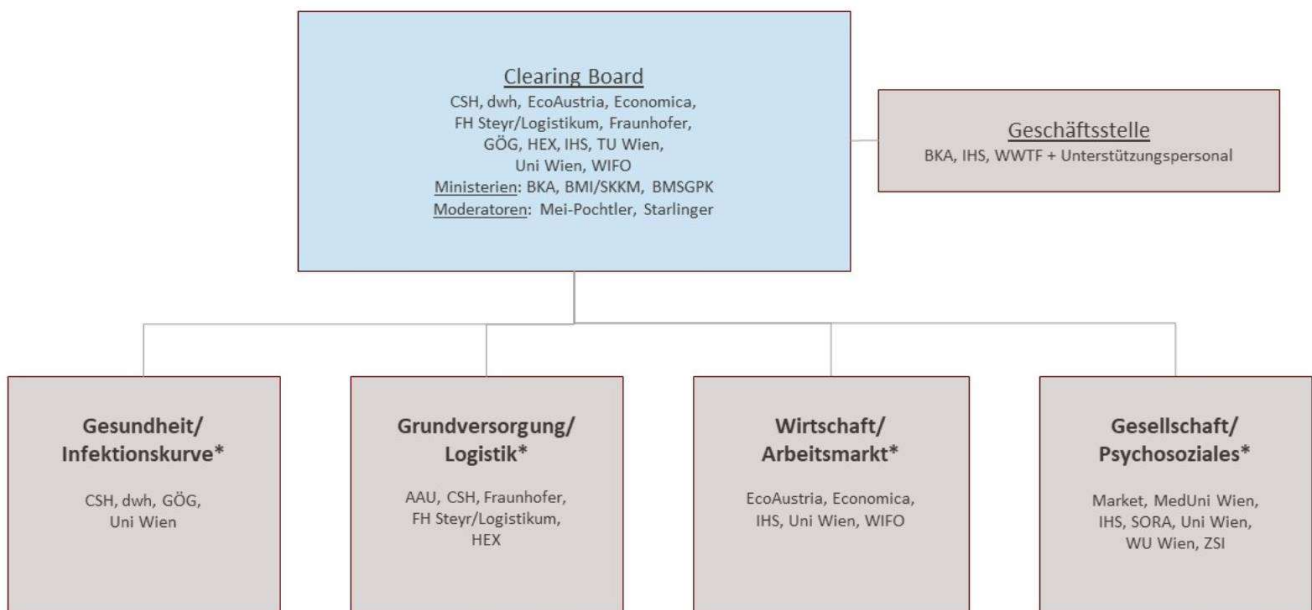 Clearing Board
CSH, dwh, EcoAustria, Economica,
FH Steyr/Logistikum, Fraunhofer,
GÖG, HEX, IHS, TU Wien,
Uni Wien, WIFO
Ministerien: BKA, BMI/SKKM, BMSGPK
Moderatoren: Mei-Pochtler, Starlinger
Geschäftsstelle
BKA, IHS, WWTF + Unterstützungspersonal
Gesundheit/
Infektionskurve*
CSH, dwh, GÖG,
Uni Wien
Grundversorgung/
Logistik*
AAU, CSH, Fraunhofer,
FH Steyr/Logistikum,
HEX
Wirtschaft/
Arbeitsmarkt*
EcoAustria, Economica,
IHS, Uni Wien, WIFO
Gesellschaft/
Psychosoziales*
Market, MedUni Wien,
IHS, SORA, Uni Wien,
WU Wien, ZSI